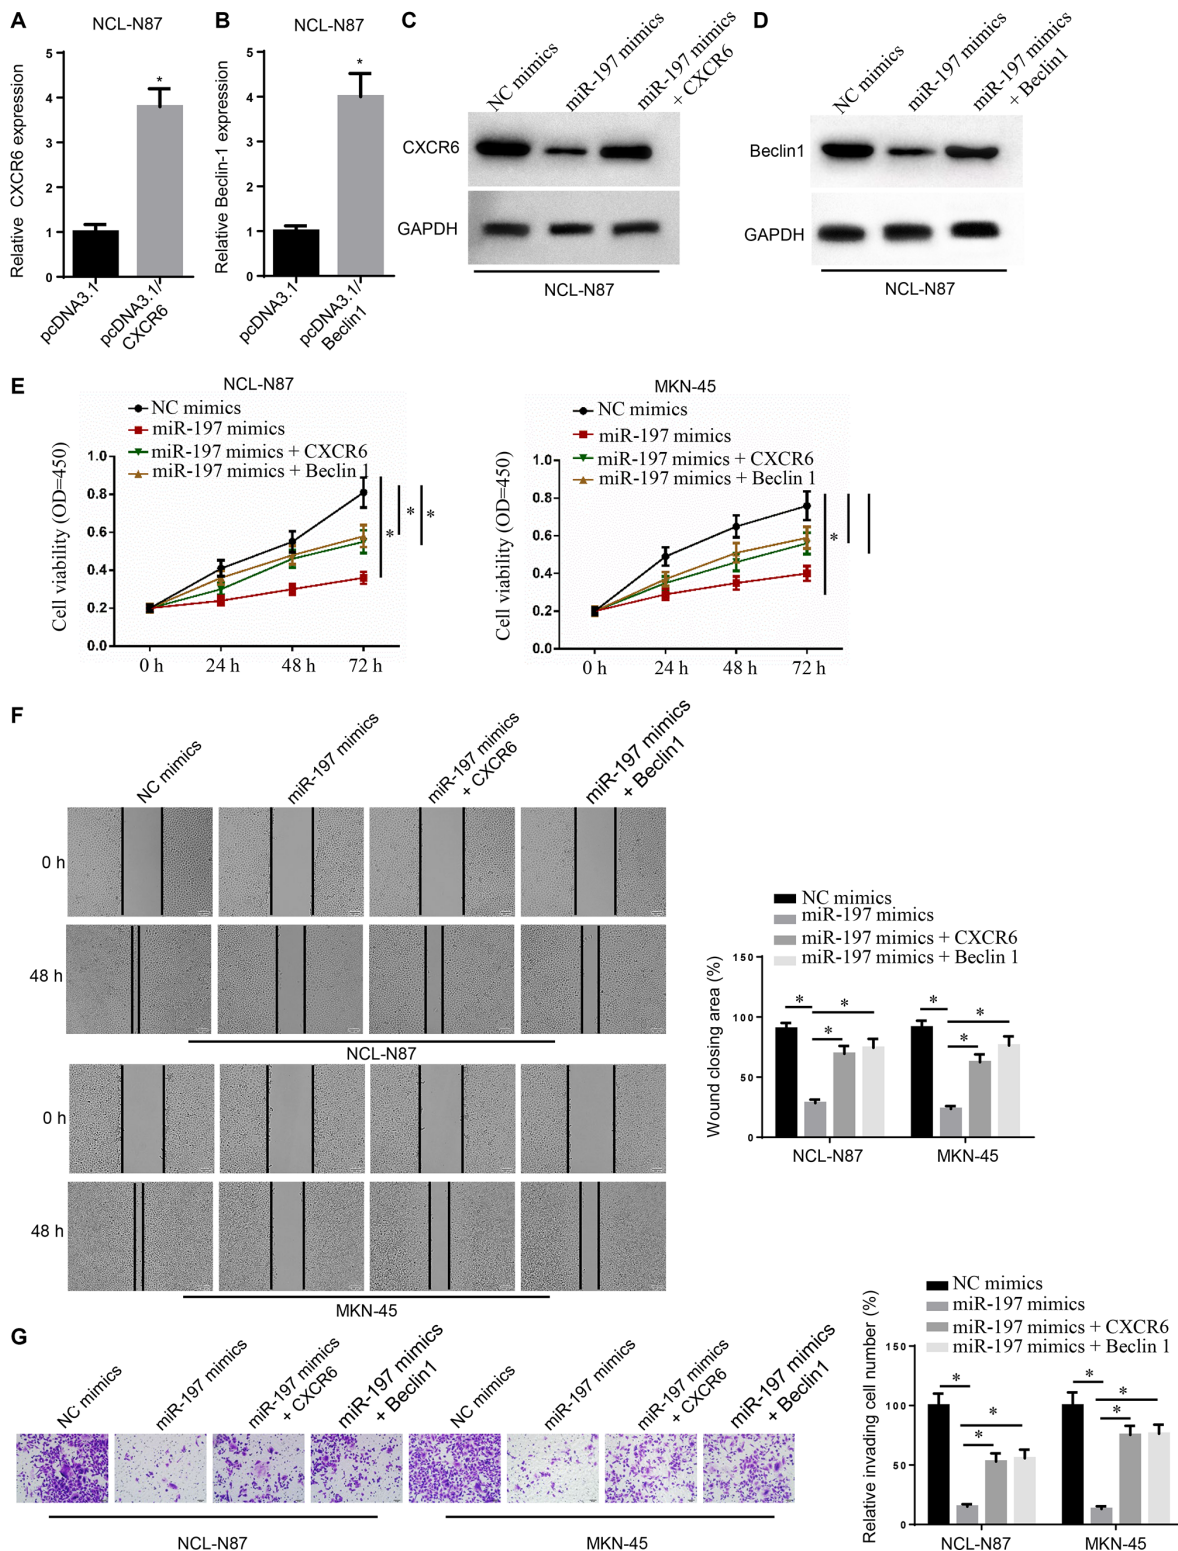 A
NCL-N87
Relative CXCR6 expression
5
4
3
2
1
0
*
pcDNA3.1
pcDNA3.1/
CXCR6
B
NCL-N87
Relative Beclin-1 expression
5
4
3
2
1
0
*
pcDNA3.1
pcDNA3.1/
Beclin1
C
NC mimics
miR-197 mimics
miR-197 mimics
+ CXCR6
CXCR6
GAPDH
NCL-N87
D
NC mimics
miR-197 mimics
miR-197 mimics
+ Beclin1
Beclin1
GAPDH
NCL-N87
E
NCL-N87
NC mimics
miR-197 mimics
miR-197 mimics + CXCR6
miR-197 mimics + Beclin 1
Cell viability (OD=450)
1.0
0.8
0.6
0.4
0.2
0.0
0 h
24 h
48 h
72 h
*
*
*
MKN-45
NC mimics
miR-197 mimics
miR-197 mimics + CXCR6
miR-197 mimics + Beclin 1
Cell viability (OD=450)
1.0
0.8
0.6
0.4
0.2
0.0
0 h
24 h
48 h
72 h
*
F
NC mimics
miR-197 mimics
miR-197 mimics
+ CXCR6
miR-197 mimics
+ Beclin1
0 h
48 h
NCL-N87
0 h
48 h
MKN-45
NC mimics
miR-197 mimics
miR-197 mimics + CXCR6
miR-197 mimics + Beclin 1
Wound closing area (%)
150
100
50
0
*
*
*
*
*
*
NCL-N87
MKN-45
G
NC mimics
miR-197 mimics
miR-197 mimics
+ CXCR6
miR-197 mimics
+ Beclin1
NC mimics
miR-197 mimics
miR-197 mimics
+ CXCR6
miR-197 mimics
+ Beclin1
NCL-N87
MKN-45
NC mimics
miR-197 mimics
miR-197 mimics + CXCR6
miR-197 mimics + Beclin 1
Relative invading cell number (%)
150
100
50
0
*
*
*
*
*
*
NCL-N87
MKN-45